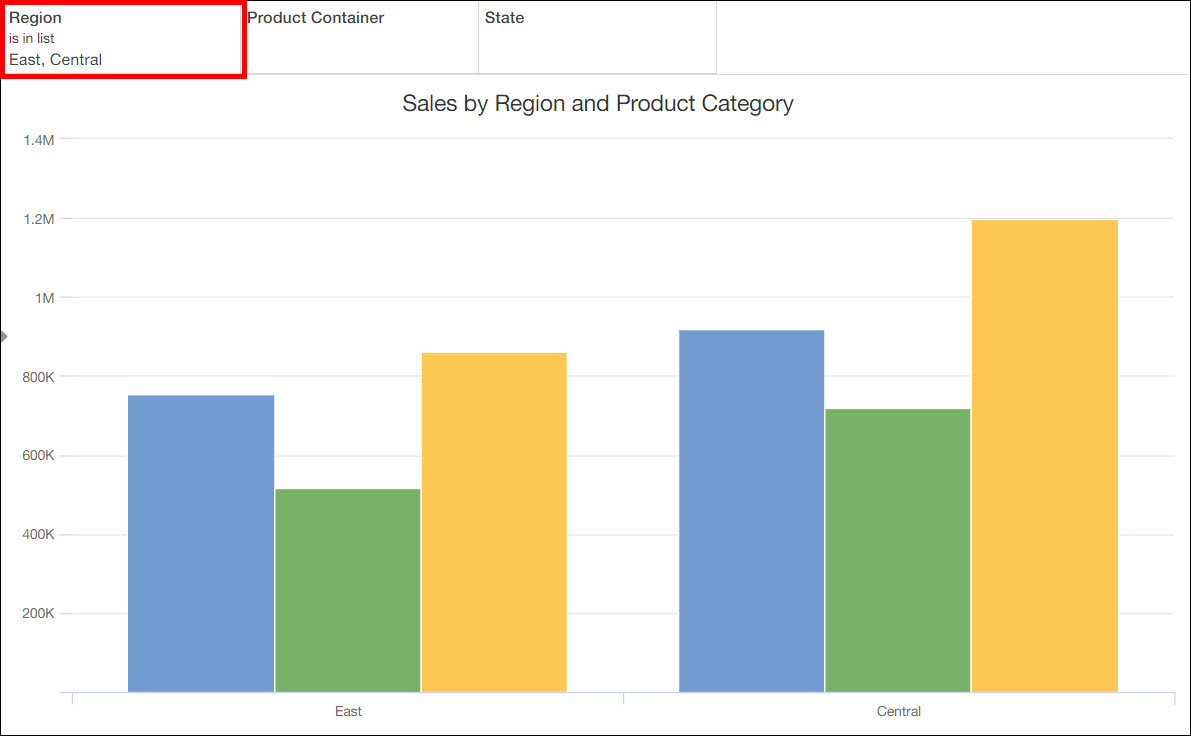 Region
is in list
East, Central
Product Container
State
Sales by Region and Product Category
1.4M
1.2M
1M
800K
600K
400K
200K
East
Central